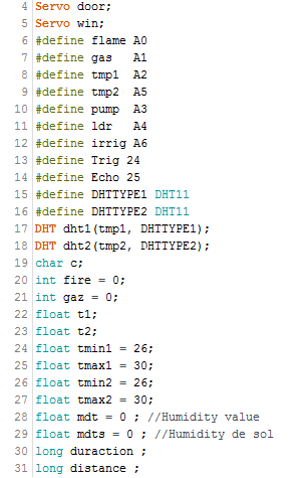 4 Servo door;
5 Servo win;
6 #define flame A0
7 #define gas   A1
8 #define tmp1  A2
9 #define tmp2  A5
10 #define pump  A3
11 #define ldr   A4
12 #define irrig A6
13 #define Trig 24
14 #define Echo 25
15 #define DHTTYPE1 DHT11
16 #define DHTTYPE2 DHT11
17 DHT dht1(tmp1, DHTTYPE1);
18 DHT dht2(tmp2, DHTTYPE2);
19 char c;
20 int fire = 0;
21 int gaz = 0;
22 float t1;
23 float t2;
24 float tmin1 = 26;
25 float tmax1 = 30;
26 float tmin2 = 26;
27 float tmax2 = 30;
28 float mdt = 0 ; //Humidity value
29 float mdts = 0 ; //Humidity de sol
30 long duraction ;
31 long distance ;